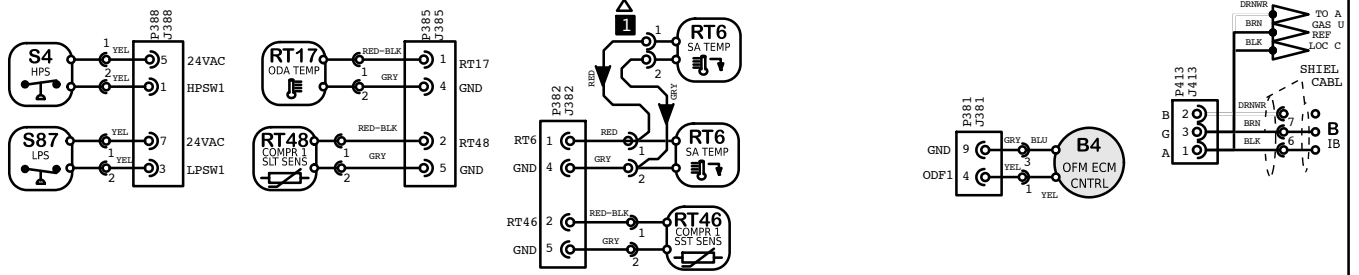 P388
J388
S4
HPS
1
YEL
5
24VAC
2
YEL
1
HPSW1
S87
LPS
YEL
7
24VAC
1
YEL
3
LPSW1
2
P385
J385
RT17
ODA TEMP
RED-BLK
1
RT17
1
GRY
4
GND
2
RT48
COMPR 1
SLT SENS
RED-BLK
2
RT48
1
GRY
5
GND
2
1
1
RT6
SA TEMP
2
RED
GRY
P382
J382
RT6
1
RED
1
RT6
SA TEMP
GND
4
GRY
2
RT46
2
RED-BLK
1
RT46
COMPR 1
SST SENS
GND
5
GRY
2
P381
J381
GND
9
GRY
BLU
3
B4
OFM ECM
CNTRL
ODF1
4
YEL
1
YEL
DRNWR
BRN
BLK
TO A
GAS U
REF
LOC C
SHIEL
CABL
P413
J413
B
2
DRNWR
G
3
BRN
7
B
A
1
BLK
6
IB